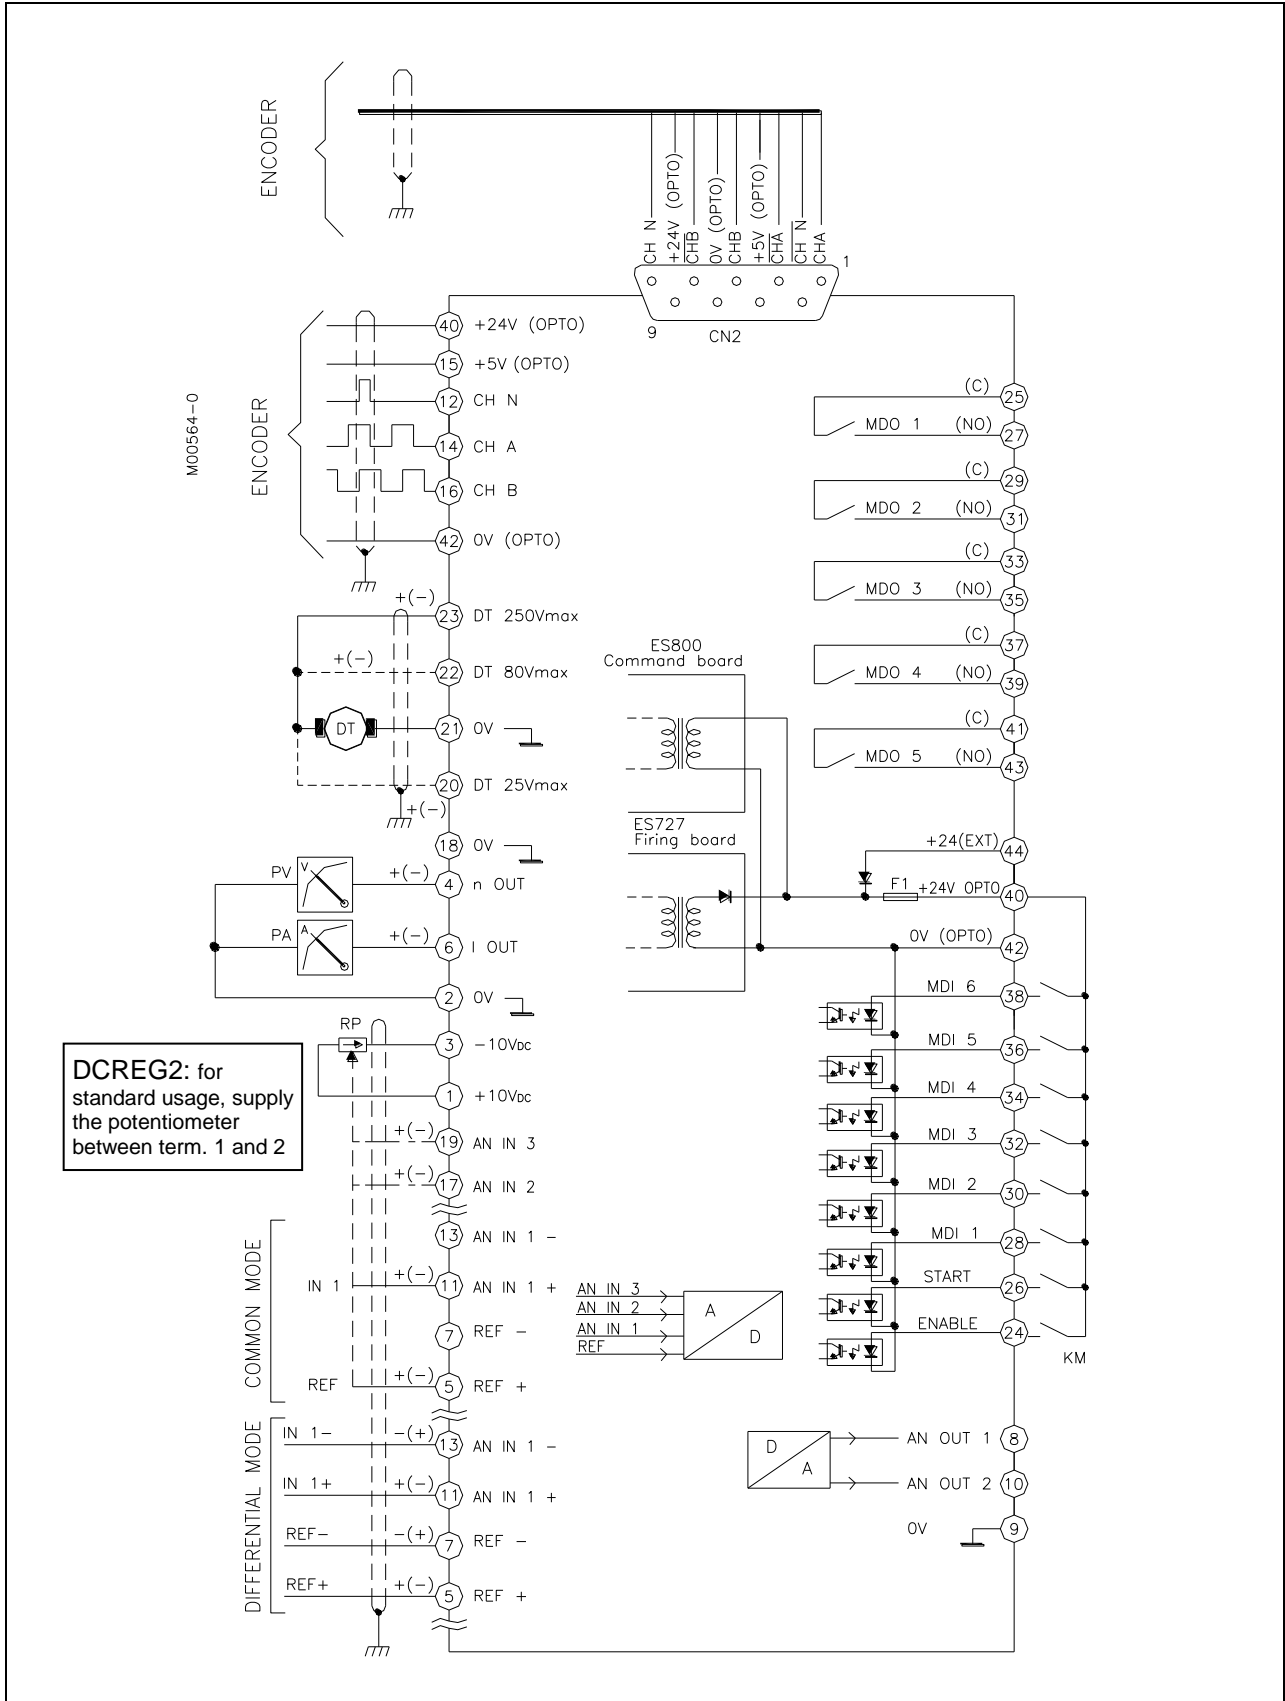 ENCODER
CH N
+24V (OPTO)
CHB
0V (OPTO)
CHB
+5V (OPTO)
CHA
CH N
CHA
1
9
CN2
M00564-0
ENCODER
40 +24V (OPTO)
15 +5V (OPTO)
12 CH N
14 CH A
16 CH B
42 0V (OPTO)
+(-)
23 DT 250Vmax
+(-)
22 DT 80Vmax
DT
21 0V
20 DT 25Vmax
+(-)
18 0V
PV V +(-) 4 n OUT
PA A +(-) 6 I OUT
2 0V
RP
3 -10VDC
1 +10VDC
+(-) 19 AN IN 3
+(-) 17 AN IN 2
DCREG2: for
standard usage, supply
the potentiometer
between term. 1 and 2
COMMON MODE
13 AN IN 1 -
IN 1 +(-) 11 AN IN 1 +
7 REF -
REF +(-) 5 REF +
DIFFERENTIAL MODE
IN 1- -(+) 13 AN IN 1 -
IN 1+ +(-) 11 AN IN 1 +
REF- -(+) 7 REF -
REF+ +(-) 5 REF +
ES800
Command board
ES727
Firing board
AN IN 3
AN IN 2
AN IN 1
REF
A
D
(C) 25
MDO 1 (NO) 27
(C) 29
MDO 2 (NO) 31
(C) 33
MDO 3 (NO) 35
(C) 37
MDO 4 (NO) 39
(C) 41
MDO 5 (NO) 43
+24(EXT) 44
F1 +24V OPTO 40
0V (OPTO) 42
MDI 6 38
MDI 5 36
MDI 4 34
MDI 3 32
MDI 2 30
MDI 1 28
START 26
ENABLE 24
KM
D
A
AN OUT 1 8
AN OUT 2 10
0V 9